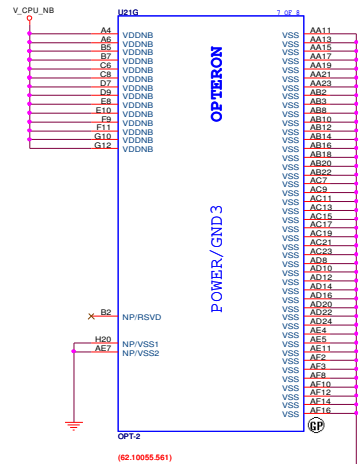 V_CPU_NB
U21G
7 OF 8
A4 VDDNB
A6 VDDNB
B5 VDDNB
B7 VDDNB
C6 VDDNB
C8 VDDNB
D7 VDDNB
D9 VDDNB
E8 VDDNB
E10 VDDNB
F9 VDDNB
F11 VDDNB
G10 VDDNB
G12 VDDNB
B2 NP/RSVD
H20 NP/VSS1
AE7 NP/VSS2
OPTERON
POWER/GND3
VSS AA11
VSS AA13
VSS AA15
VSS AA17
VSS AA19
VSS AA21
VSS AA23
VSS AB2
VSS AB3
VSS AB8
VSS AB10
VSS AB12
VSS AB14
VSS AB16
VSS AB18
VSS AB20
VSS AB22
VSS AC7
VSS AC9
VSS AC11
VSS AC13
VSS AC15
VSS AC17
VSS AC19
VSS AC21
VSS AC23
VSS AD8
VSS AD10
VSS AD12
VSS AD14
VSS AD16
VSS AD20
VSS AD22
VSS AD24
VSS AE4
VSS AE5
VSS AE11
VSS AF2
VSS AF3
VSS AF8
VSS AF10
VSS AF12
VSS AF14
VSS AF16
GP
OPT-2
(62.10055.561)